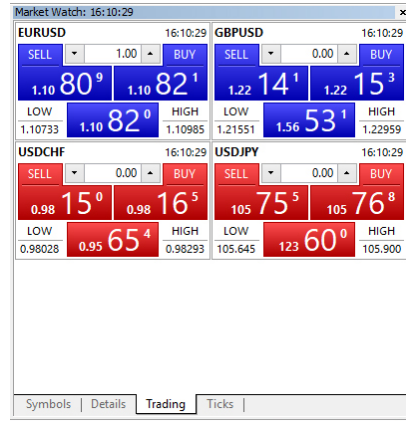 Market Watch: 16:10:29
EURUSD 16:10:29 GBPUSD 16:10:29
SELL 1.00 BUY SELL 0.00 BUY
1.10 80 9 1.10 82 1 1.22 14 1 1.22 15 3
LOW HIGH LOW HIGH
1.10733 1.10 82 0 1.10985 1.21551 1.56 53 1 1.22959
USDCHF 16:10:29 USDJPY 16:10:29
SELL 0.00 BUY SELL 0.00 BUY
0.98 15 0 0.98 16 5 105 75 5 105 76 8
LOW HIGH LOW HIGH
0.98028 0.95 65 4 0.98293 105.645 123 60 0 105.900
Symbols | Details | Trading | Ticks |